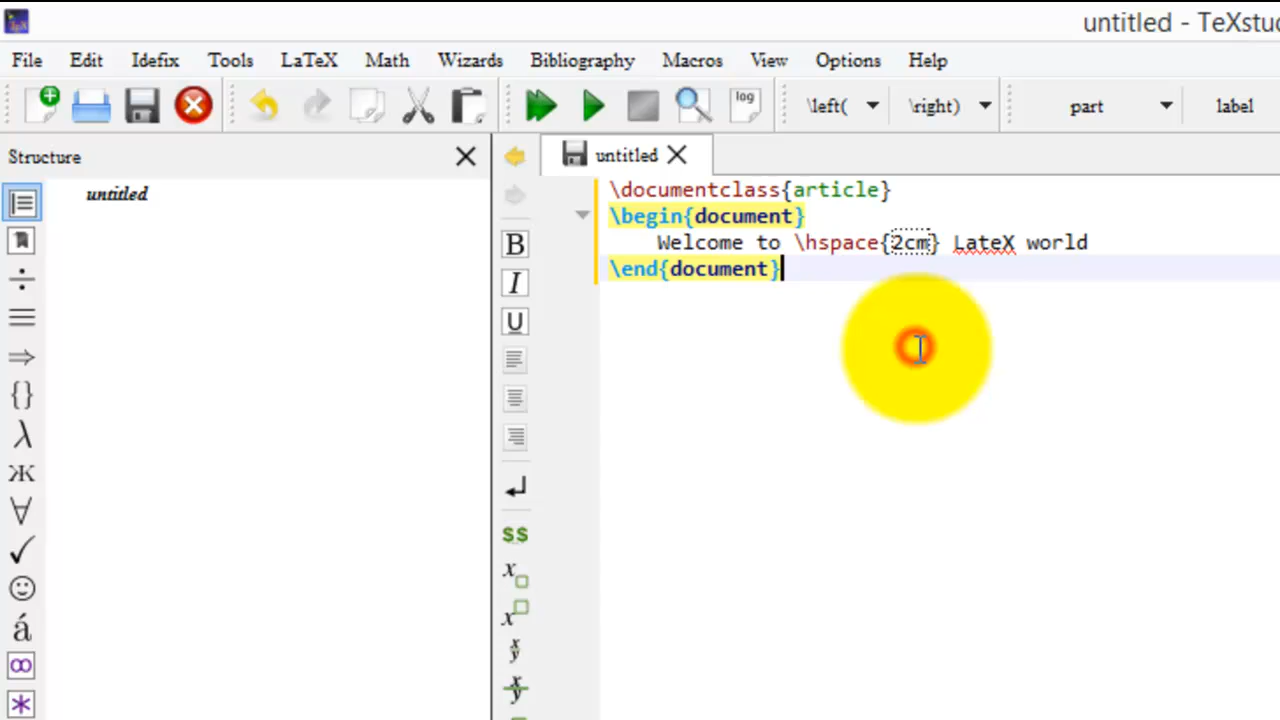 untitled - TeXstu
File Edit Idefix Tools LaTeX Math Wizards Bibliography Macros View Options Help
log \left( \right) part label
Structure
untitled
untitled
\documentclass{article}
\begin{document}
Welcome to \hspace{2cm} LateX world
\end{document}
B
I
U
$$
x
x
x
y
x
y
{}
λ
Ж
∀
á